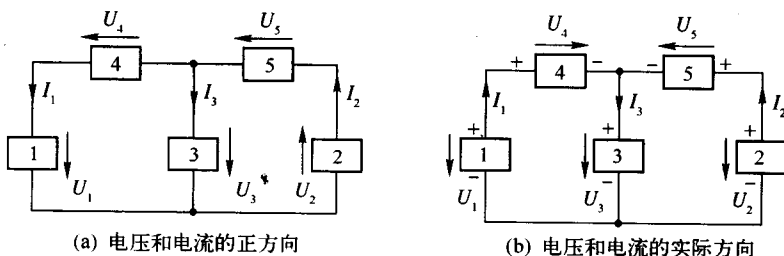 U₄ U₅
4 5
I₁ I₃ I₂
1 3 2
U₁ U₃ U₂
(a) 电压和电流的正方向
U₄ U₅
+ 4 − − 5 +
I₁ I₃ I₂
+ + +
1 3 2
− − −
U₁ U₃ U₂
(b) 电压和电流的实际方向